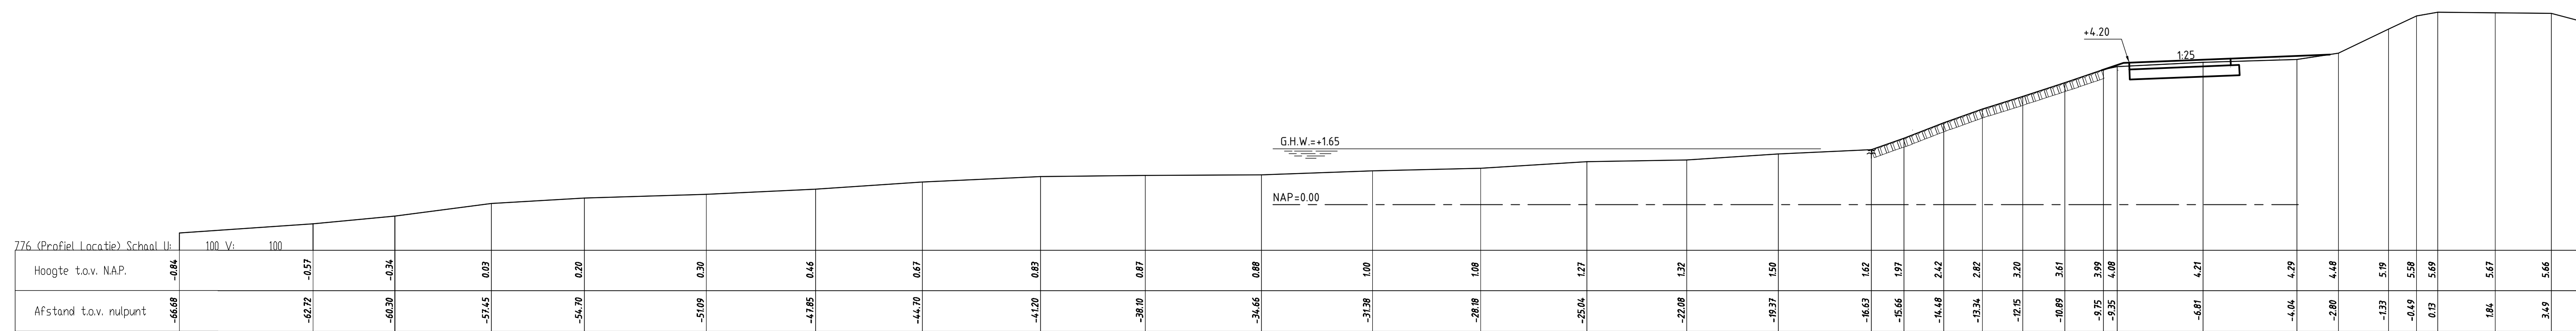 +4.20
1:25
G.H.W.=+1.65
NAP=0.00
776 (Profiel Locatie) Schaal U: 100 V: 100
Hoogte t.o.v. N.A.P. -0.84 -0.57 -0.34 0.03 0.20 0.30 0.46 0.67 0.83 0.87 0.88 1.00 1.08 1.27 1.32 1.50 1.62 1.97 2.42 2.82 3.20 3.61 3.99 4.08 4.21 4.29 4.48 5.19 5.58 5.69 5.67 5.66
Afstand t.o.v. nulpunt -66.68 -62.72 -60.30 -57.45 -54.70 -51.09 -47.85 -44.70 -41.20 -38.10 -34.66 -31.38 -28.18 -25.04 -22.08 -19.37 -16.63 -15.66 -14.48 -13.34 -12.15 -10.89 -9.75 -9.35 -6.81 -4.04 -2.80 -1.33 -0.49 0.13 1.84 3.49